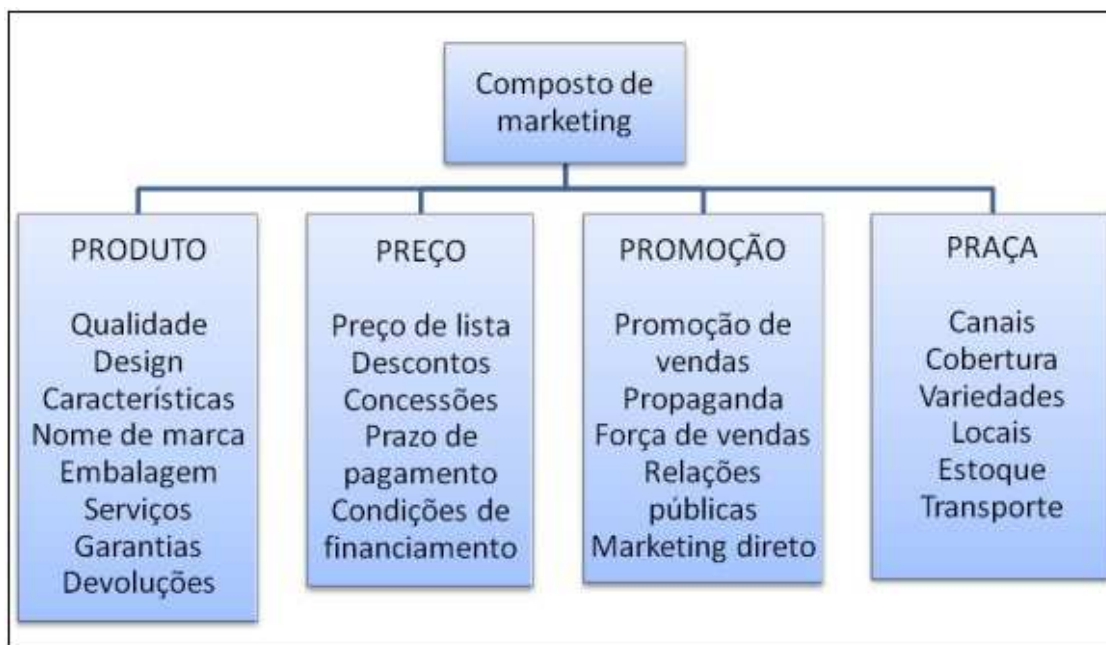 Composto de
marketing
PRODUTO
Qualidade
Design
Características
Nome de marca
Embalagem
Serviços
Garantias
Devoluções
PREÇO
Preço de lista
Descontos
Concessões
Prazo de
pagamento
Condições de
financiamento
PROMOÇÃO
Promoção de
vendas
Propaganda
Força de vendas
Relações
públicas
Marketing direto
PRAÇA
Canais
Cobertura
Variedades
Locais
Estoque
Transporte